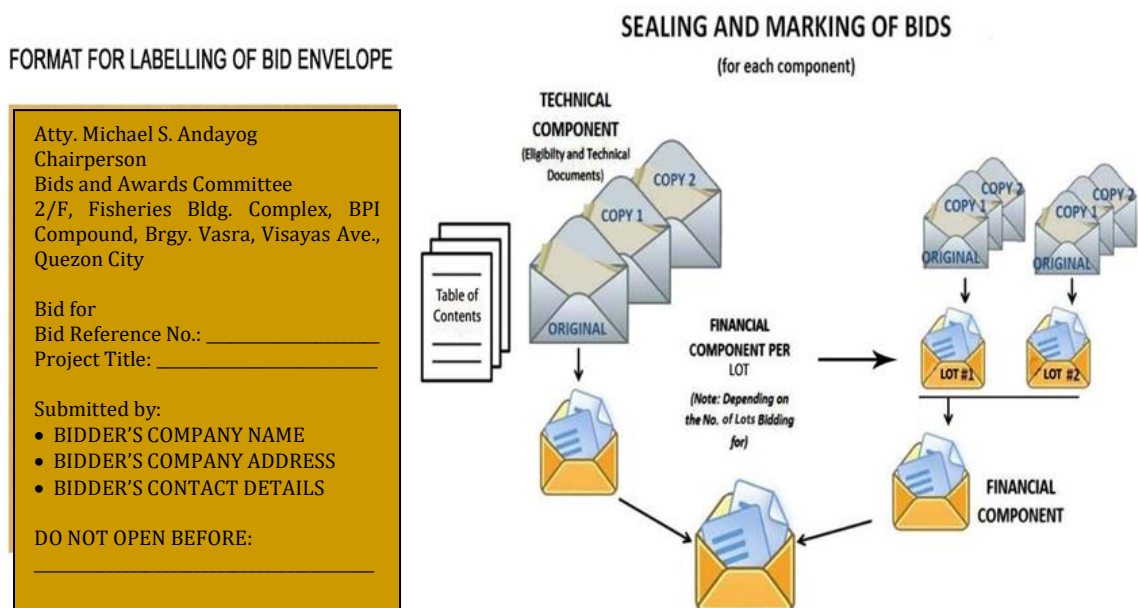 FORMAT FOR LABELLING OF BID ENVELOPE
Atty. Michael S. Andayog
Chairperson
Bids and Awards Committee
2/F, Fisheries Bldg. Complex, BPI
Compound, Brgy. Vasra, Visayas Ave.,
Quezon City
Bid for
Bid Reference No.: ____________________
Project Title: __________________________
Submitted by:
• BIDDER’S COMPANY NAME
• BIDDER’S COMPANY ADDRESS
• BIDDER’S CONTACT DETAILS
DO NOT OPEN BEFORE:
________________________________________
SEALING AND MARKING OF BIDS
(for each component)
TECHNICAL
COMPONENT
(Eligibilty and Technical
Documents)
COPY 2
COPY 1
ORIGINAL
Table of
Contents
FINANCIAL
COMPONENT PER
LOT
(Note: Depending on
the No. of Lots Bidding
for)
COPY 2
COPY 1
ORIGINAL
COPY 2
COPY 1
ORIGINAL
LOT #1
LOT #2
FINANCIAL
COMPONENT